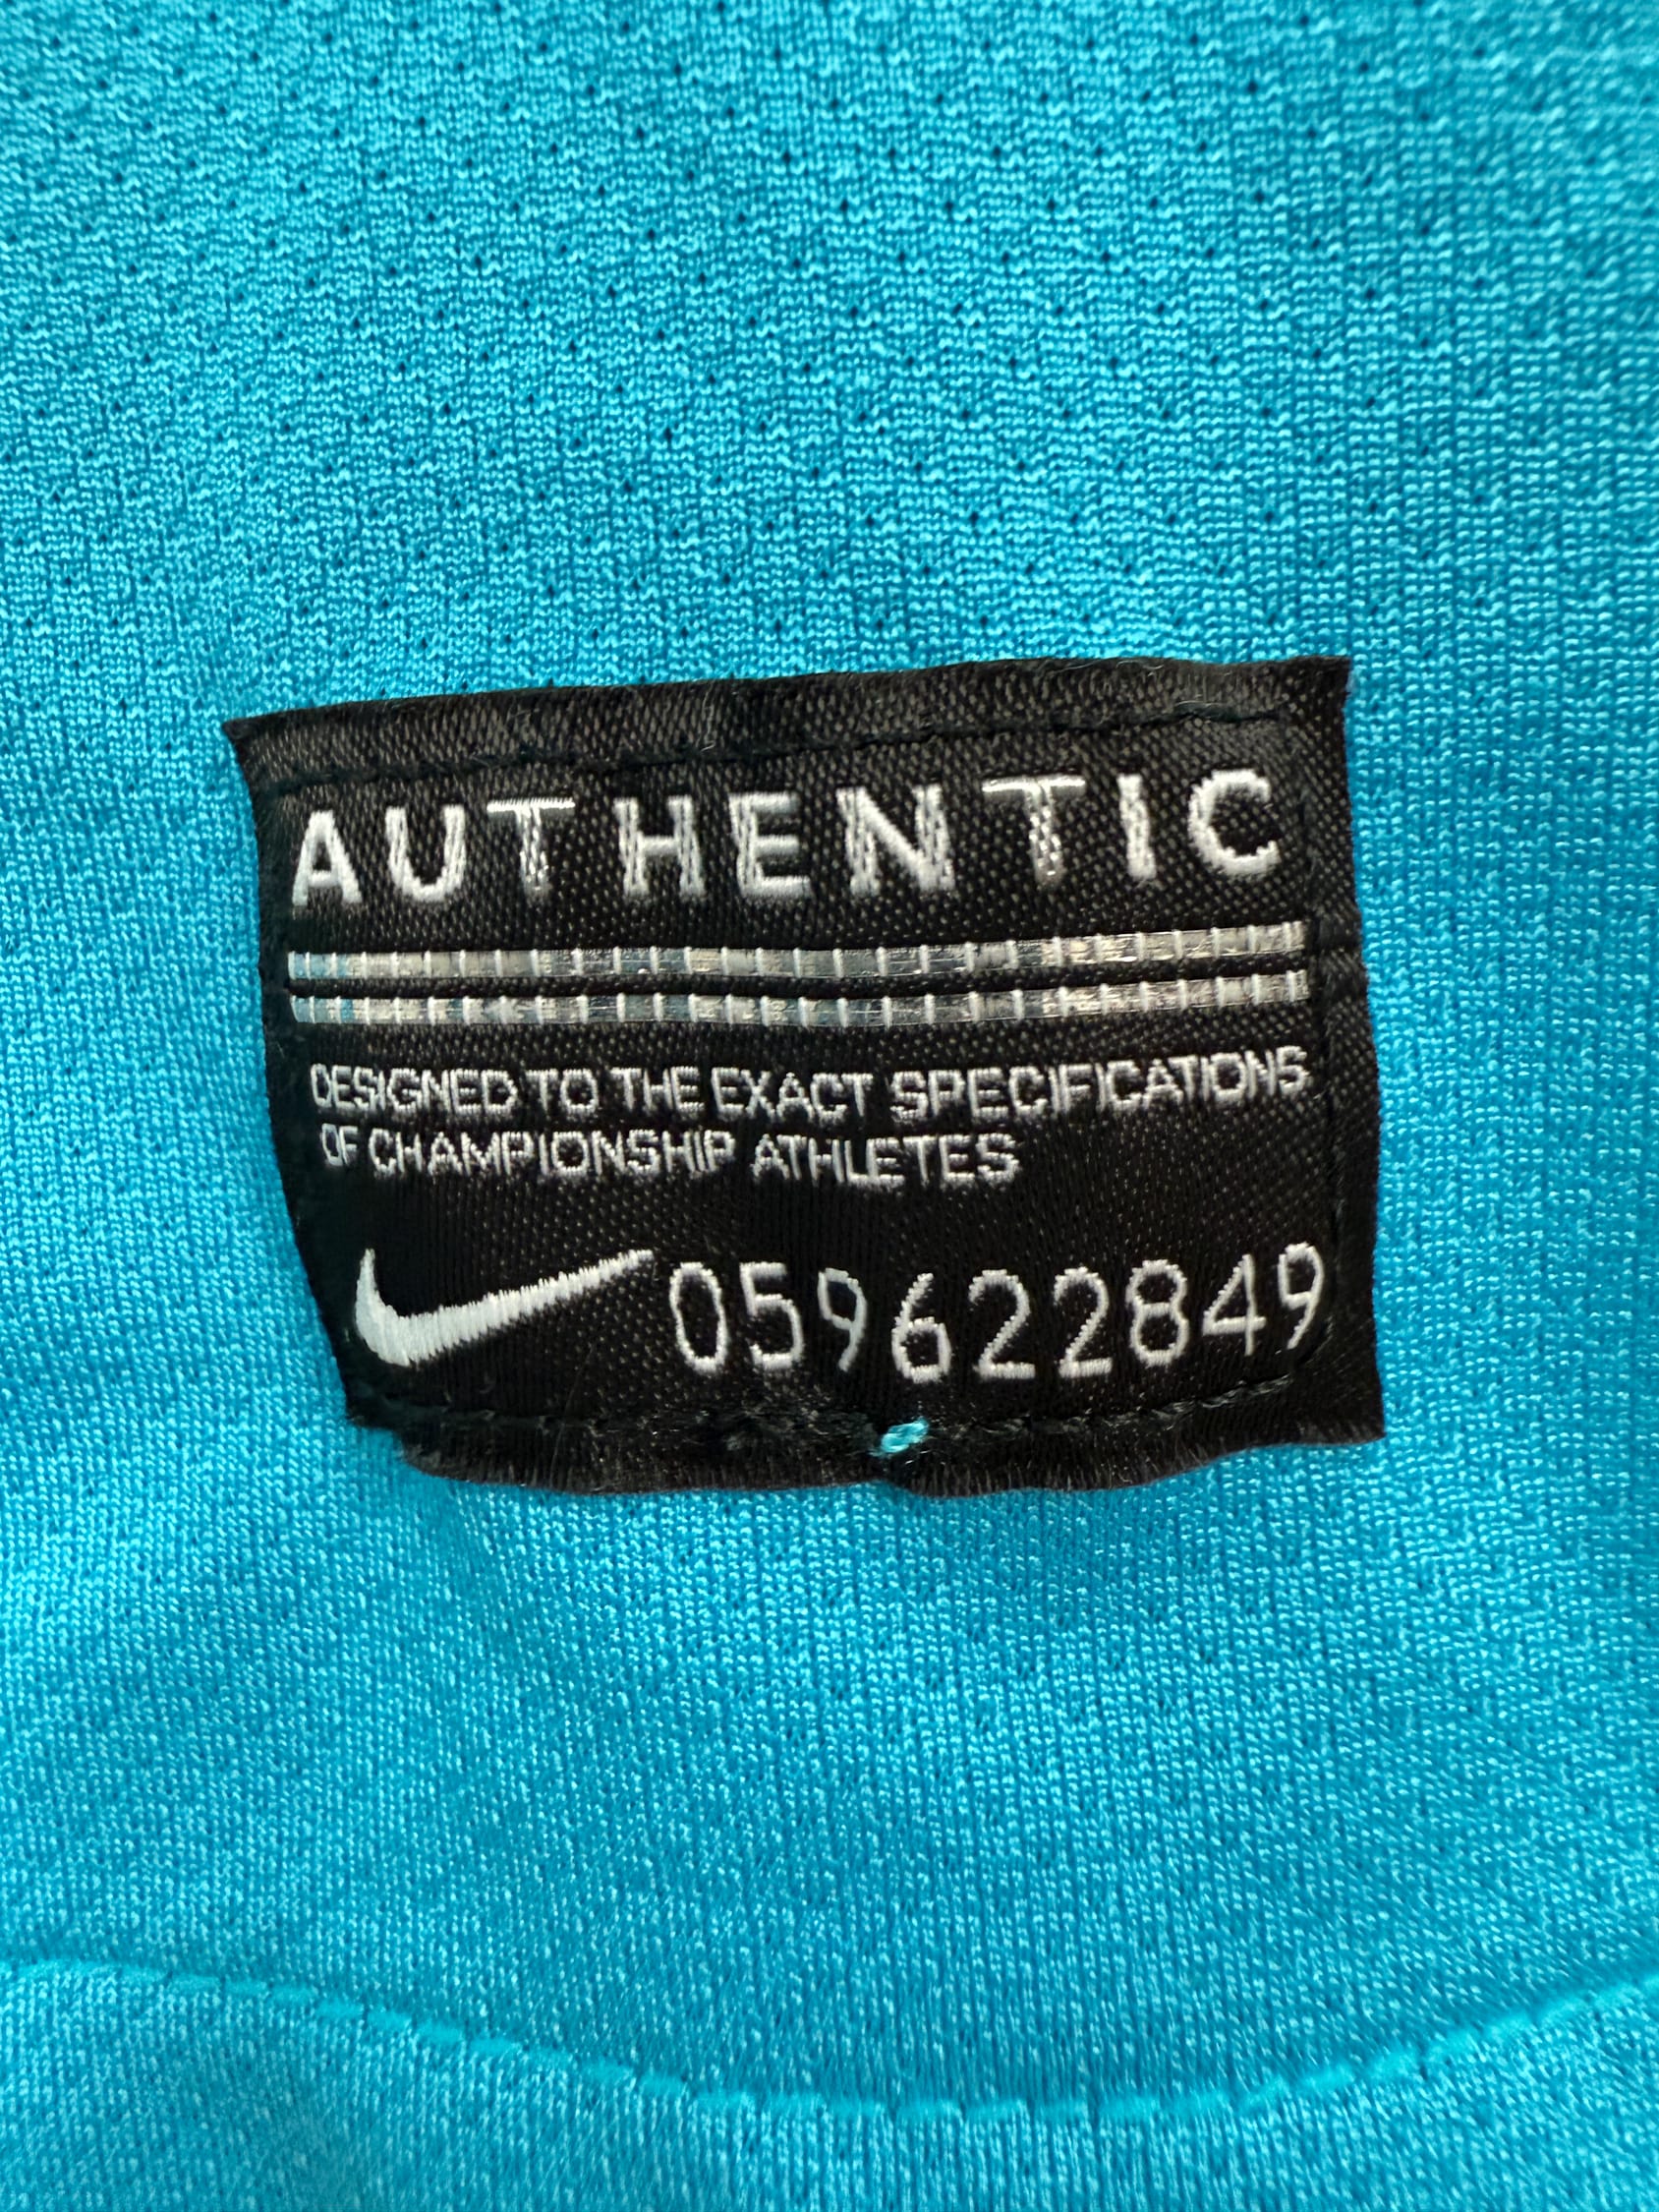 AUTHENTIC
DESIGNED TO THE EXACT SPECIFICATIONS
OF CHAMPIONSHIP ATHLETES
059622849